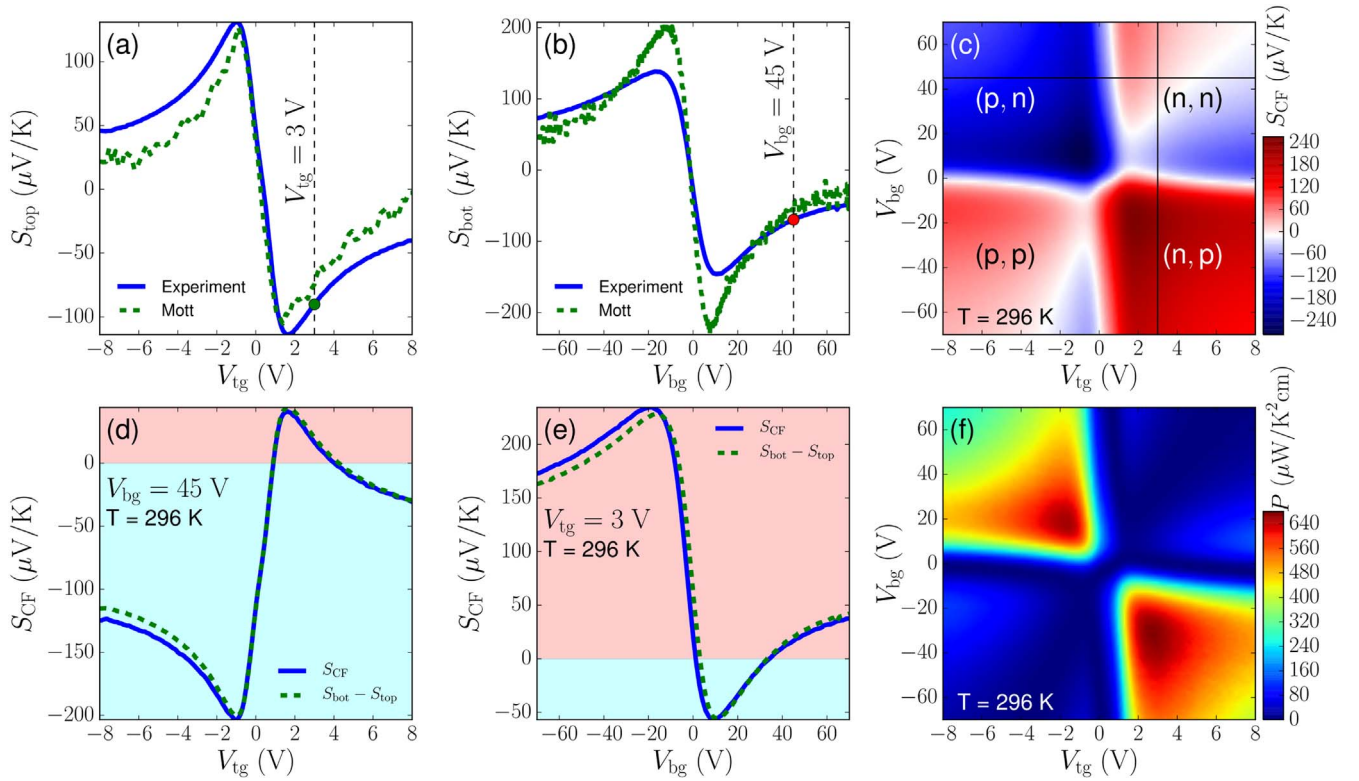 (a)
100
50
0
−50
−100
S_top (μV/K)
V_tg = 3 V
Experiment
Mott
−8 −6 −4 −2 0 2 4 6 8
V_tg (V)
(b)
200
100
0
−100
−200
S_bot (μV/K)
V_bg = 45 V
Experiment
Mott
−60 −40 −20 0 20 40 60
V_bg (V)
(c)
60
40
20
0
−20
−40
−60
V_bg (V)
(p, n) (n, n)
(p, p) (n, p)
T = 296 K
−8 −6 −4 −2 0 2 4 6 8
V_tg (V)
S_CF (μV/K)
240
180
120
60
0
−60
−120
−180
−240
(d)
0
−50
−100
−150
−200
S_CF (μV/K)
V_bg = 45 V
T = 296 K
S_CF
S_bot − S_top
−8 −6 −4 −2 0 2 4 6 8
V_tg (V)
(e)
200
150
100
50
0
−50
S_CF (μV/K)
S_CF
S_bot − S_top
V_tg = 3 V
T = 296 K
−60 −40 −20 0 20 40 60
V_bg (V)
(f)
60
40
20
0
−20
−40
−60
V_bg (V)
T = 296 K
−8 −6 −4 −2 0 2 4 6 8
V_tg (V)
P (μW/K²cm)
640
560
480
400
320
240
160
80
0